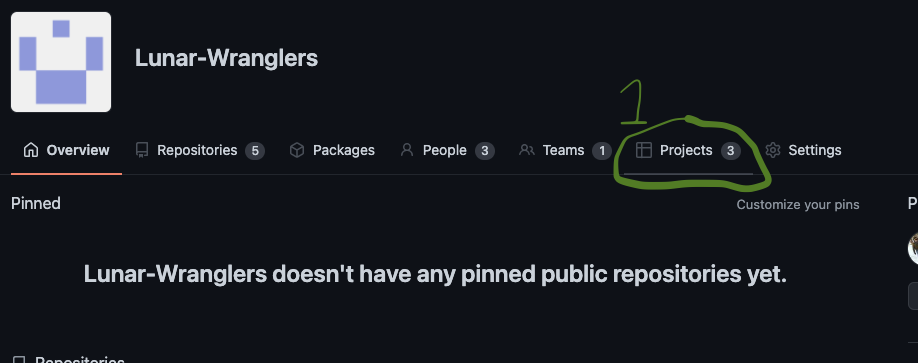 Lunar-Wranglers
1
Overview Repositories 5 Packages People 3 Teams 1 Projects 3 Settings
Pinned Customize your pins P
Lunar-Wranglers doesn't have any pinned public repositories yet.
Repositories